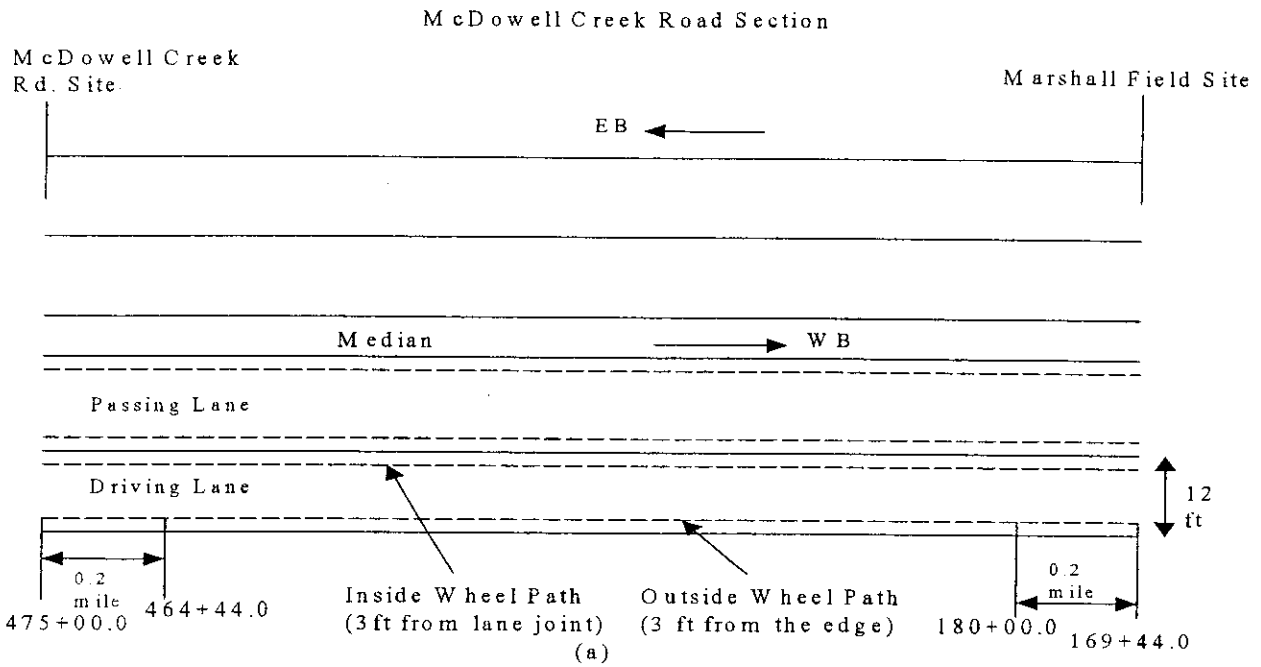 McDowell Creek Road Section
McDowell Creek
Rd. Site
Marshall Field Site
EB
Median
WB
Passing Lane
Driving Lane
12
ft
0.2
mile
475+00.0
464+44.0
Inside Wheel Path
(3ft from lane joint)
Outside Wheel Path
(3 ft from the edge)
0.2
mile
180+00.0
169+44.0
(a)